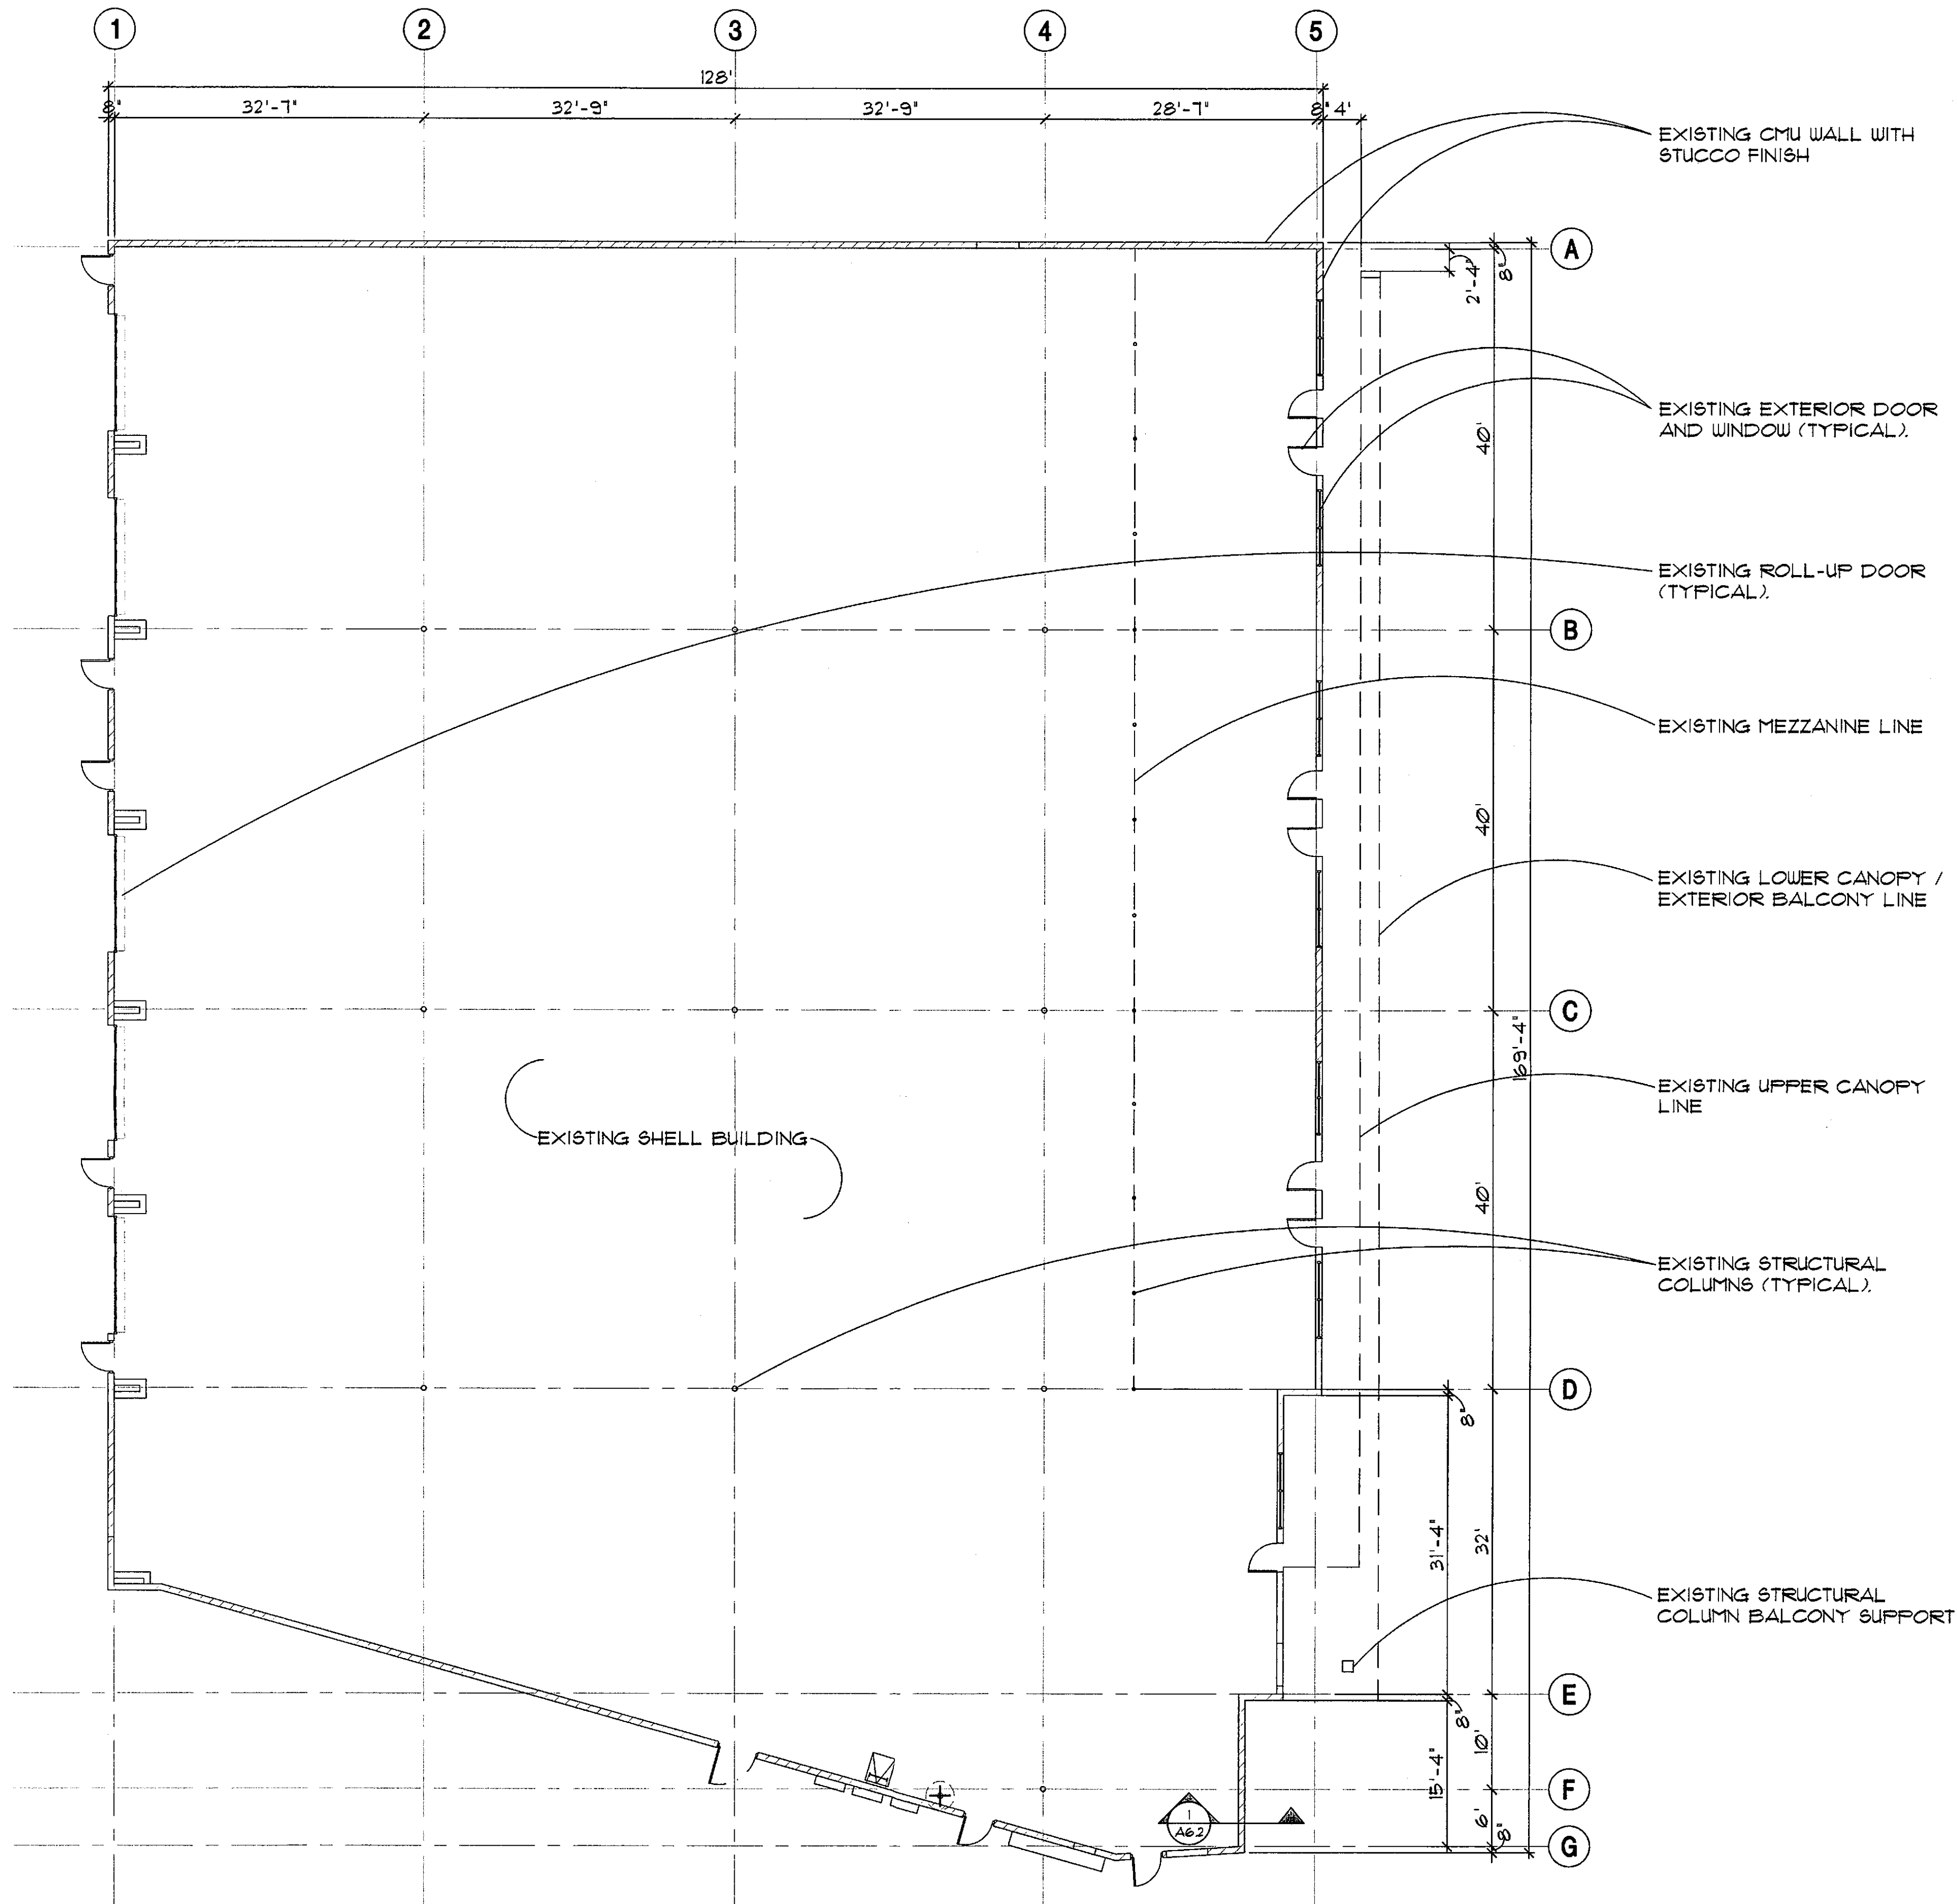 1
2
3
4
5
128'
8"
32'-7"
32'-9"
32'-9"
28'-7"
8"
4'
EXISTING CMU WALL WITH
STUCCO FINISH
A
2'-4"
8"
EXISTING EXTERIOR DOOR
AND WINDOW (TYPICAL).
40'
EXISTING ROLL-UP DOOR
(TYPICAL).
B
EXISTING MEZZANINE LINE
40'
EXISTING LOWER CANOPY /
EXTERIOR BALCONY LINE
C
169'-4"
EXISTING UPPER CANOPY
LINE
EXISTING SHELL BUILDING
40'
EXISTING STRUCTURAL
COLUMNS (TYPICAL).
D
8"
31'-4"
32'
EXISTING STRUCTURAL
COLUMN BALCONY SUPPORT
E
8"
10'
15'-4"
F
1
A6.2
6'
8"
G